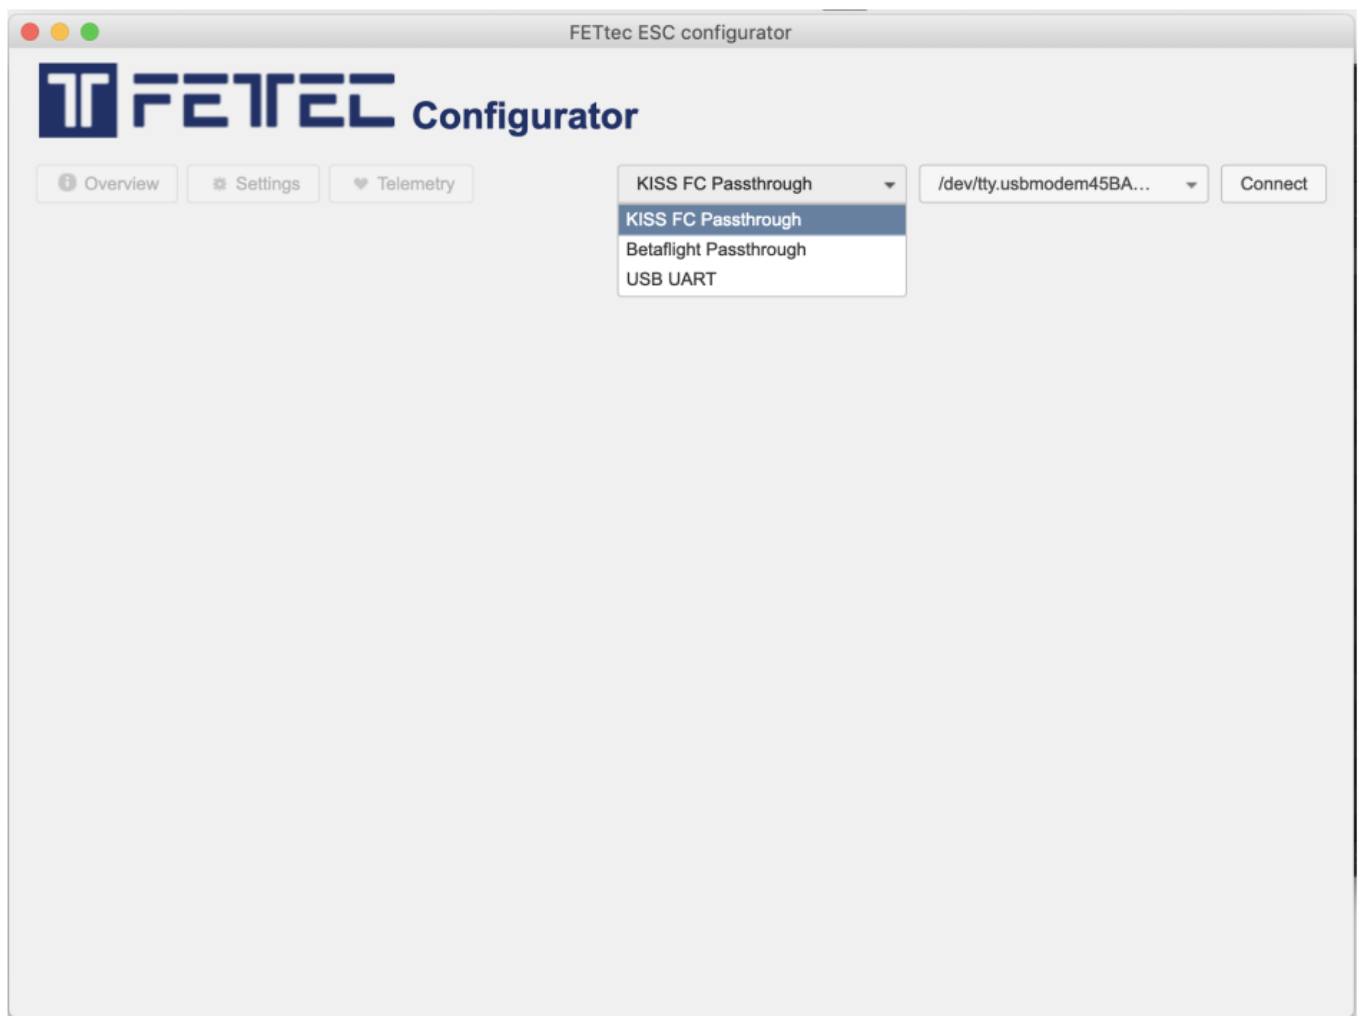 FETtec ESC configurator
FETTEC Configurator
Overview Settings Telemetry KISS FC Passthrough /dev/tty.usbmodem45BA... Connect
KISS FC Passthrough
Betaflight Passthrough
USB UART